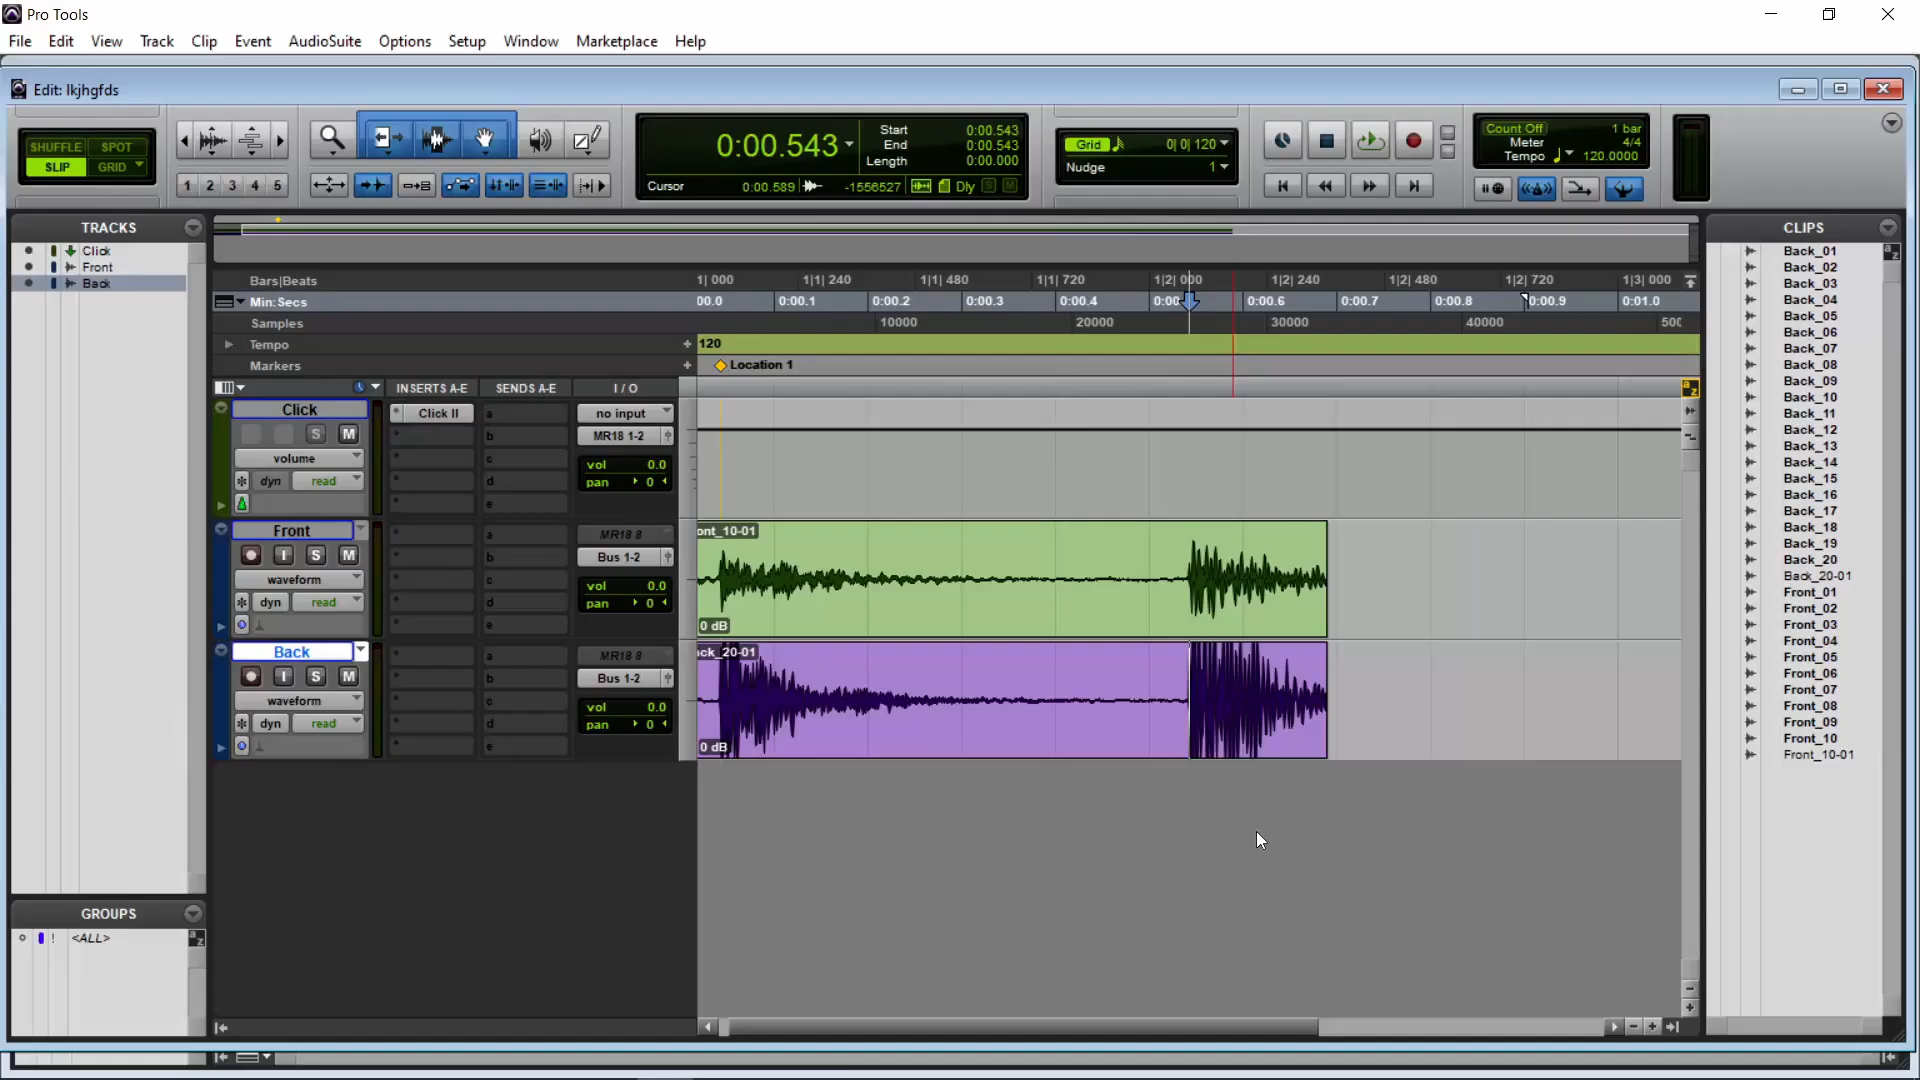 Pro Tools
File Edit View Track Clip Event AudioSuite Options Setup Window Marketplace Help
Edit: lkjhgfds
SHUFFLE SPOT
SLIP GRID
1 2 3 4 5
0:00.543
Start 0:00.543
End 0:00.543
Length 0:00.000
Cursor 0:00.589 -1556527 Dly S M
Grid 0| 0| 120
Nudge 1
Count Off 1 bar
Meter 4/4
Tempo 120.0000
TRACKS
Click
Front
Back
GROUPS
! <ALL>
Bars|Beats 1| 000 1|1| 240 1|1| 480 1|1| 720 1|2| 000 1|2| 240 1|2| 480 1|2| 720 1|3| 000
Min:Secs 00.0 0:00.1 0:00.2 0:00.3 0:00.4 0:00 0:00.6 0:00.7 0:00.8 0:00.9 0:01.0
Samples 10000 20000 30000 40000 500
Tempo 120
Markers Location 1
INSERTS A-E SENDS A-E I / O
Click
S M
volume
dyn read
Click II
a
b
c
d
e
no input
MR18 1-2
vol 0.0
pan 0
Front
I S M
waveform
dyn read
a
b
c
d
e
MR18 8
Bus 1-2
vol 0.0
pan 0
ont_10-01
0 dB
Back
I S M
waveform
dyn read
a
b
c
d
e
MR18 8
Bus 1-2
vol 0.0
pan 0
ack_20-01
0 dB
CLIPS
Back_01
Back_02
Back_03
Back_04
Back_05
Back_06
Back_07
Back_08
Back_09
Back_10
Back_11
Back_12
Back_13
Back_14
Back_15
Back_16
Back_17
Back_18
Back_19
Back_20
Back_20-01
Front_01
Front_02
Front_03
Front_04
Front_05
Front_06
Front_07
Front_08
Front_09
Front_10
Front_10-01